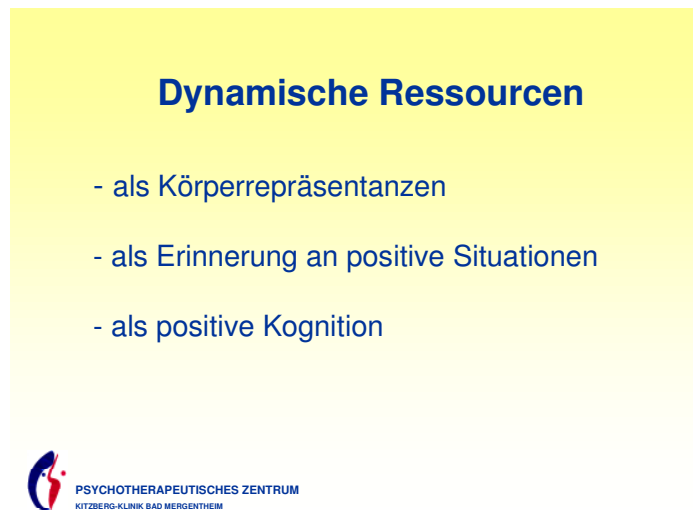 Dynamische Ressourcen
- als Körperrepräsentanzen
- als Erinnerung an positive Situationen
- als positive Kognition
PSYCHOTHERAPEUTISCHES ZENTRUM
KITZBERG-KLINIK BAD MERGENTHEIM